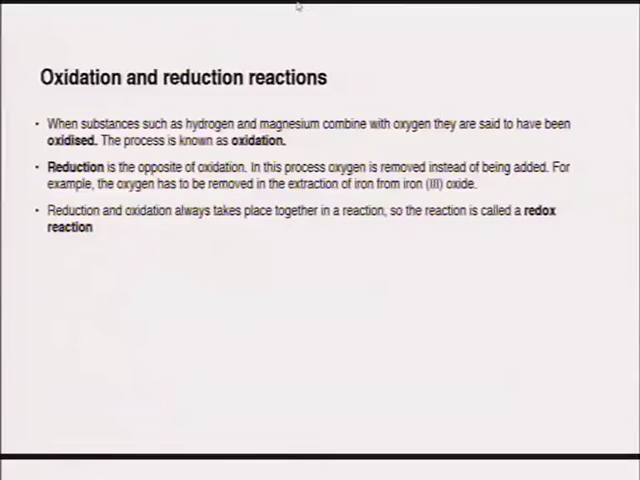 Oxidation and reduction reactions
• When substances such as hydrogen and magnesium combine with oxygen they are said to have been
oxidised. The process is known as oxidation.
• Reduction is the opposite of oxidation. In this process oxygen is removed instead of being added. For
example, the oxygen has to be removed in the extraction of iron from iron (III) oxide.
• Reduction and oxidation always takes place together in a reaction, so the reaction is called a redox
reaction